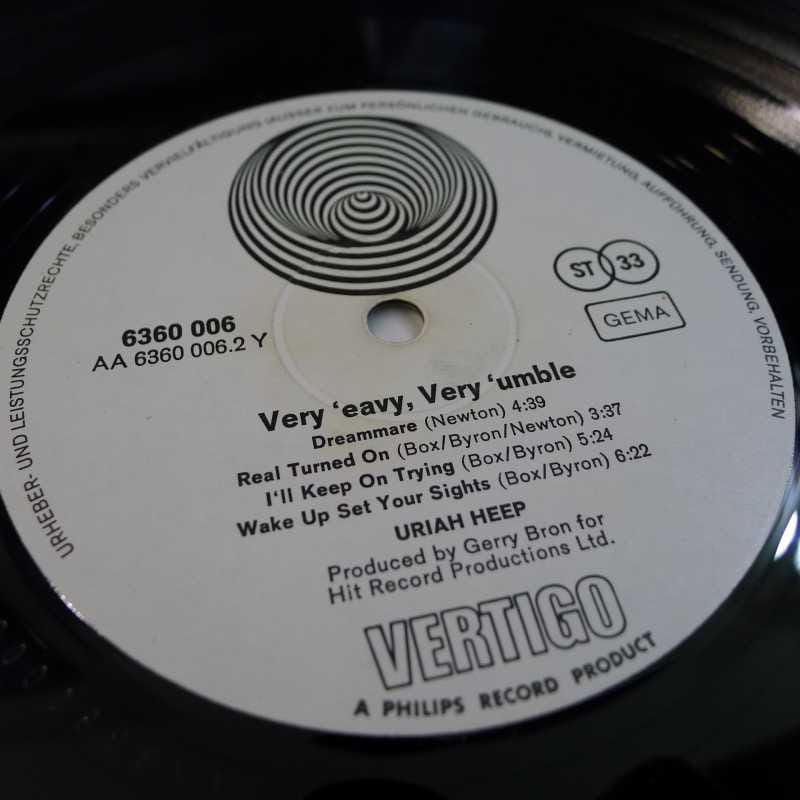 URHEBER- UND LEISTUNGSSCHUTZRECHTE, BESONDERS VERVIELFÄLTIGUNG (AUSSER ZUM PERSÖNLICHEN GEBRAUCH), VERMIETUNG, AUFFÜHRUNG, SENDUNG, VORBEHALTEN
ST 33
GEMA
6360 006
AA 6360 006.2 Y
Very ‘eavy, Very ‘umble
Dreammare (Newton) 4:39
Real Turned On (Box/Byron/Newton) 3:37
I‘ll Keep On Trying (Box/Byron) 5:24
Wake Up Set Your Sights (Box/Byron) 6:22
URIAH HEEP
Produced by Gerry Bron for
Hit Record Productions Ltd.
VERTIGO
A PHILIPS RECORD PRODUCT